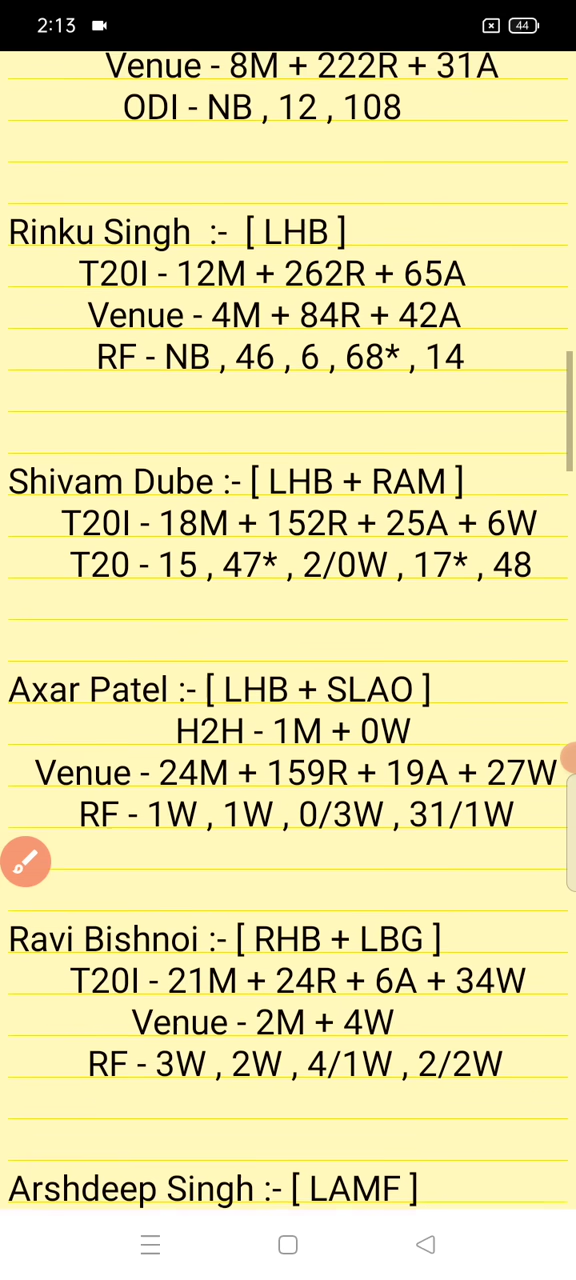 2:13
44
Venue - 8M + 222R + 31A
ODI - NB , 12 , 108
Rinku Singh :- [ LHB ]
T20I - 12M + 262R + 65A
Venue - 4M + 84R + 42A
RF - NB , 46 , 6 , 68* , 14
Shivam Dube :- [ LHB + RAM ]
T20I - 18M + 152R + 25A + 6W
T20 - 15 , 47* , 2/0W , 17* , 48
Axar Patel :- [ LHB + SLAO ]
H2H - 1M + 0W
Venue - 24M + 159R + 19A + 27W
RF - 1W , 1W , 0/3W , 31/1W
Ravi Bishnoi :- [ RHB + LBG ]
T20I - 21M + 24R + 6A + 34W
Venue - 2M + 4W
RF - 3W , 2W , 4/1W , 2/2W
Arshdeep Singh :- [ LAMF ]